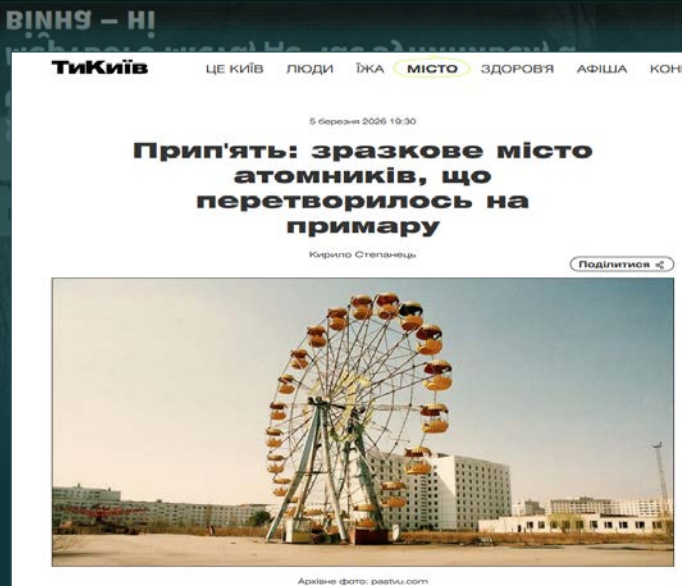 ВІЙНА – НІ
ТиКиїв
ЦЕ КИЇВ ЛЮДИ ЇЖА МІСТО ЗДОРОВ'Я АФІША
5 березня 2026 19:30
Прип'ять: зразкове місто
атомників, що
перетворилось на
примару
Кирило Степанець
Поділитися
Архівне фото: pastvu.com